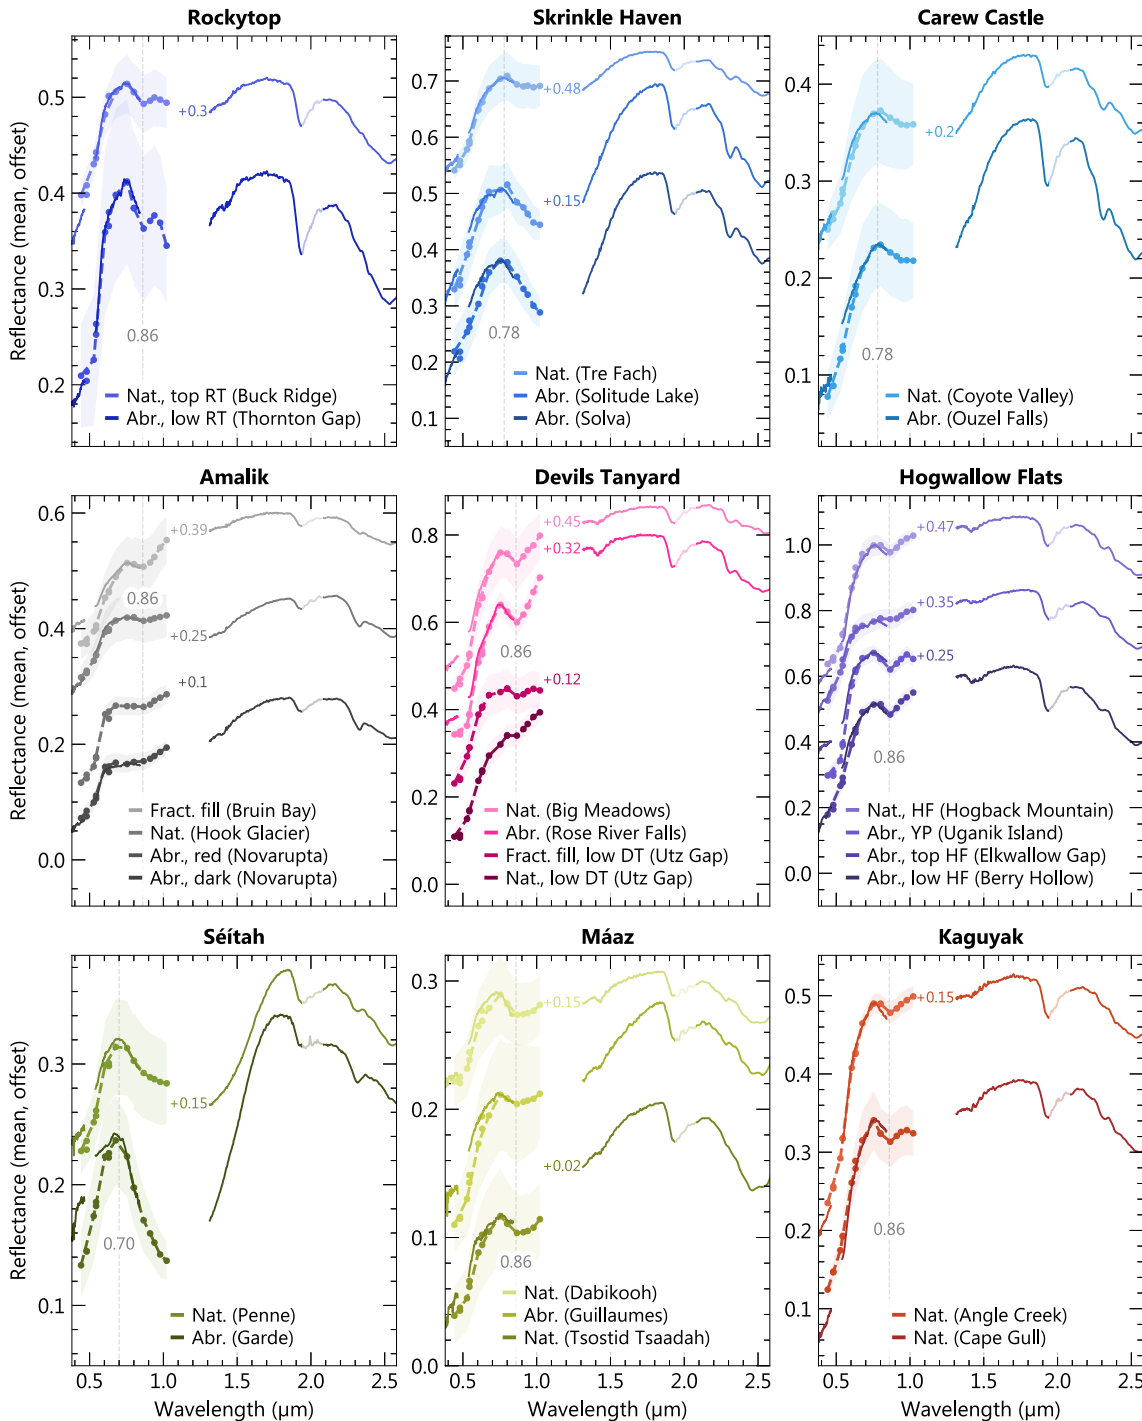 Rockytop
Skrinkle Haven
Carew Castle
Reflectance (mean, offset)
0.5
0.4
0.3
0.2
+0.3
0.86
Nat., top RT (Buck Ridge)
Abr., low RT (Thornton Gap)
0.7
0.6
0.5
0.4
0.3
0.2
0.1
+0.48
+0.15
0.78
Nat. (Tre Fach)
Abr. (Solitude Lake)
Abr. (Solva)
0.4
0.3
0.2
0.1
+0.2
0.78
Nat. (Coyote Valley)
Abr. (Ouzel Falls)
Amalik
Devils Tanyard
Hogwallow Flats
Reflectance (mean, offset)
0.6
0.4
0.2
0.0
+0.39
0.86
+0.25
+0.1
Fract. fill (Bruin Bay)
Nat. (Hook Glacier)
Abr., red (Novarupta)
Abr., dark (Novarupta)
0.8
0.6
0.4
0.2
0.0
+0.45
+0.32
0.86
+0.12
Nat. (Big Meadows)
Abr. (Rose River Falls)
Fract. fill, low DT (Utz Gap)
Nat., low DT (Utz Gap)
1.0
0.8
0.6
0.4
0.2
0.0
+0.47
+0.35
+0.25
0.86
Nat., HF (Hogback Mountain)
Abr., YP (Uganik Island)
Abr., top HF (Elkwallow Gap)
Abr., low HF (Berry Hollow)
Séítah
Máaz
Kaguyak
Reflectance (mean, offset)
0.3
0.2
0.1
+0.15
0.70
Nat. (Penne)
Abr. (Garde)
0.5 1.0 1.5 2.0 2.5
Wavelength (µm)
0.3
0.2
0.1
0.0
+0.15
+0.02
0.86
Nat. (Dabikooh)
Abr. (Guillaumes)
Nat. (Tsostid Tsaadah)
0.5 1.0 1.5 2.0 2.5
Wavelength (µm)
0.5
0.4
0.3
0.2
0.1
+0.15
0.86
Nat. (Angle Creek)
Nat. (Cape Gull)
0.5 1.0 1.5 2.0 2.5
Wavelength (µm)